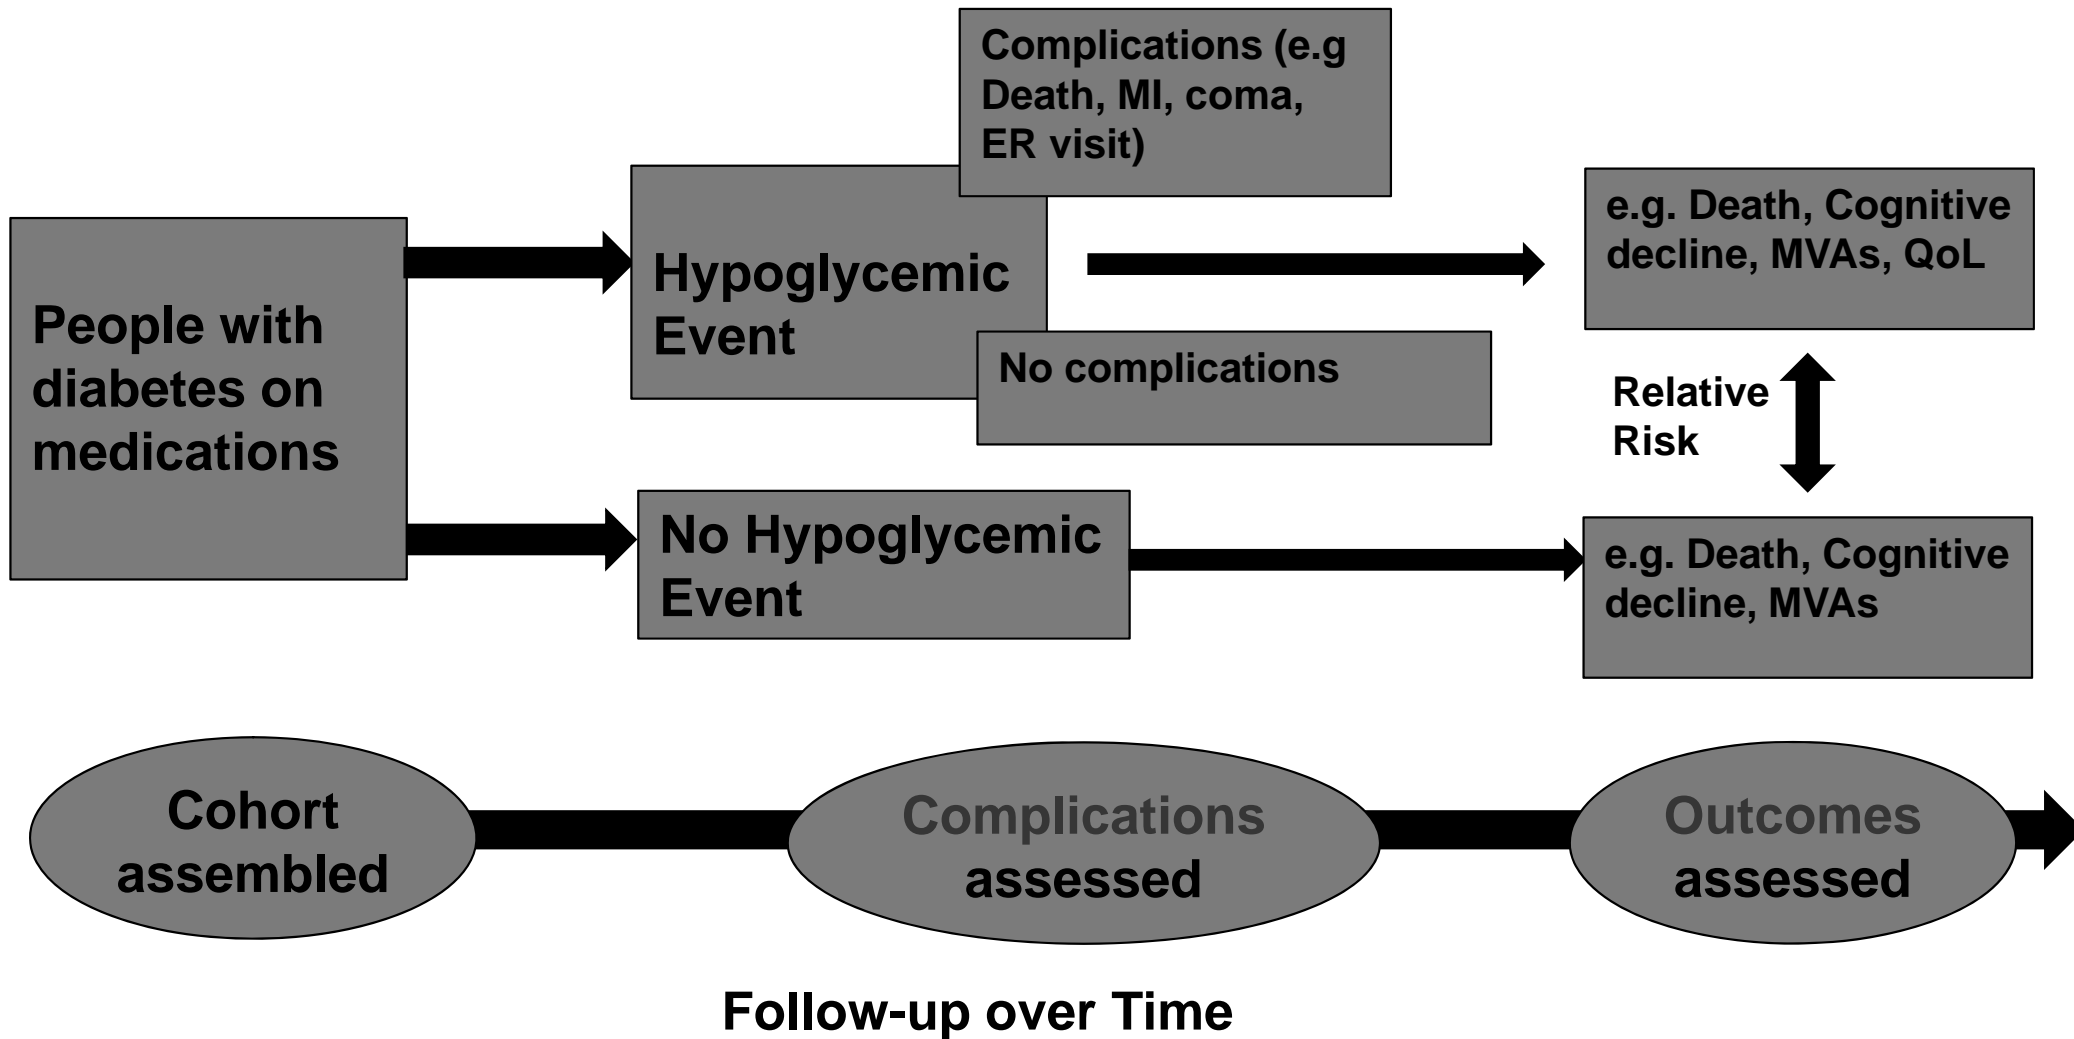 Complications (e.g
Death, MI, coma,
ER visit)
People with
diabetes on
medications
Hypoglycemic
Event
No complications
e.g. Death, Cognitive
decline, MVAs, QoL
Relative
Risk
No Hypoglycemic
Event
e.g. Death, Cognitive
decline, MVAs
Cohort
assembled
Complications
assessed
Outcomes
assessed
Follow-up over Time